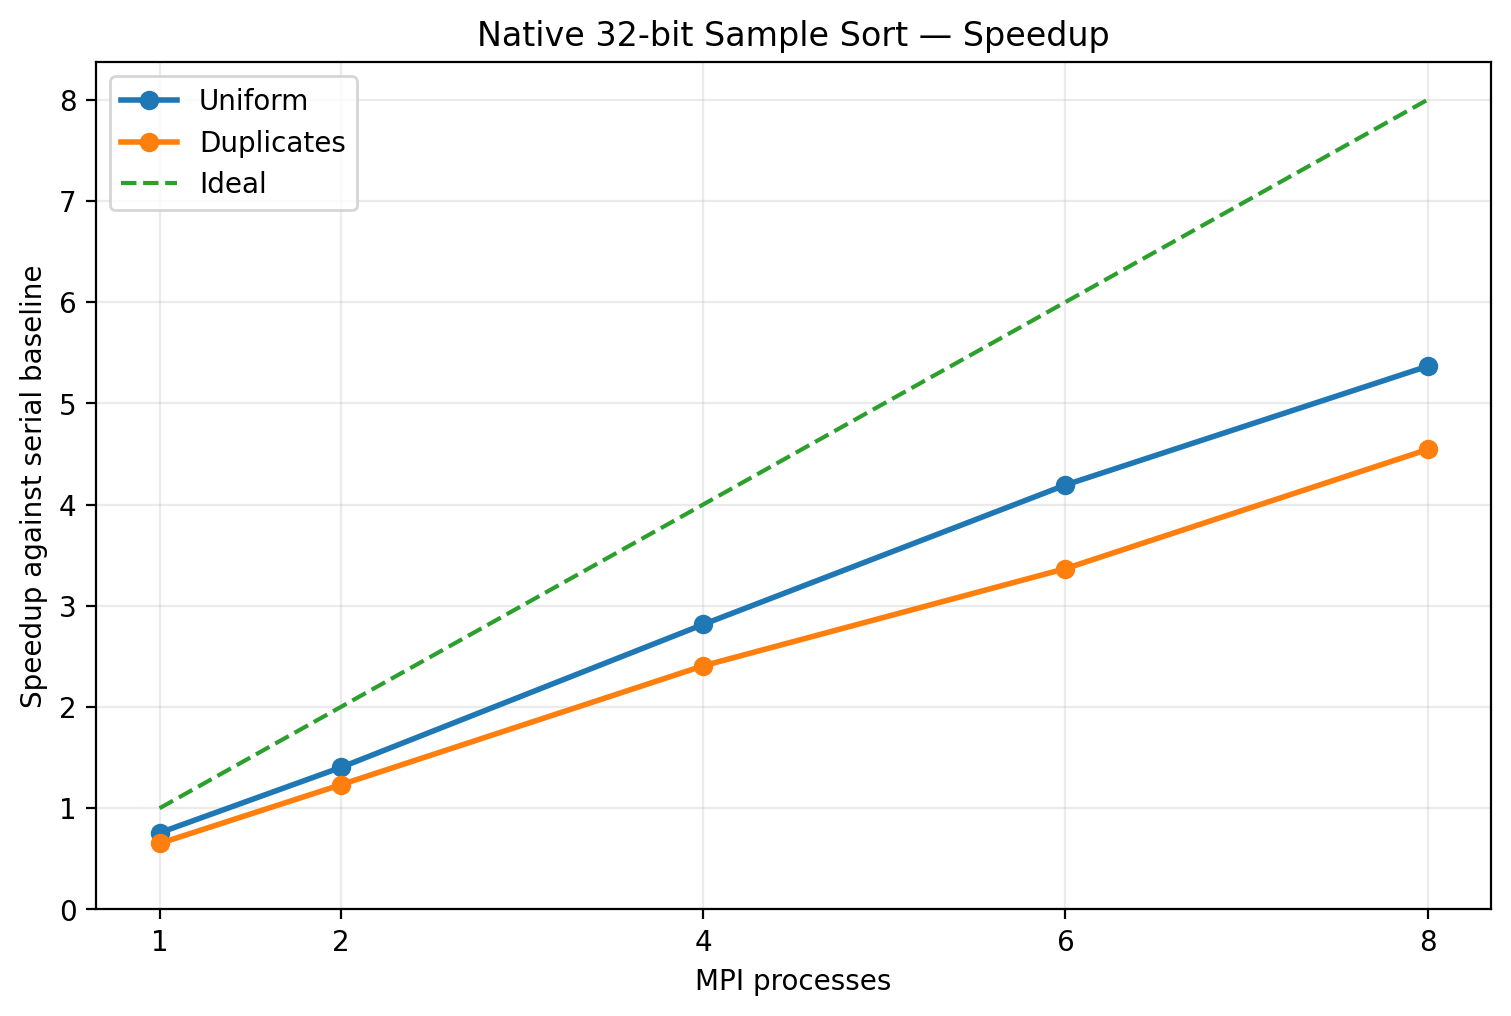 Native 32-bit Sample Sort — Speedup
Uniform
Duplicates
Ideal
Speedup against serial baseline
8
7
6
5
4
3
2
1
0
1 2 4 6 8
MPI processes